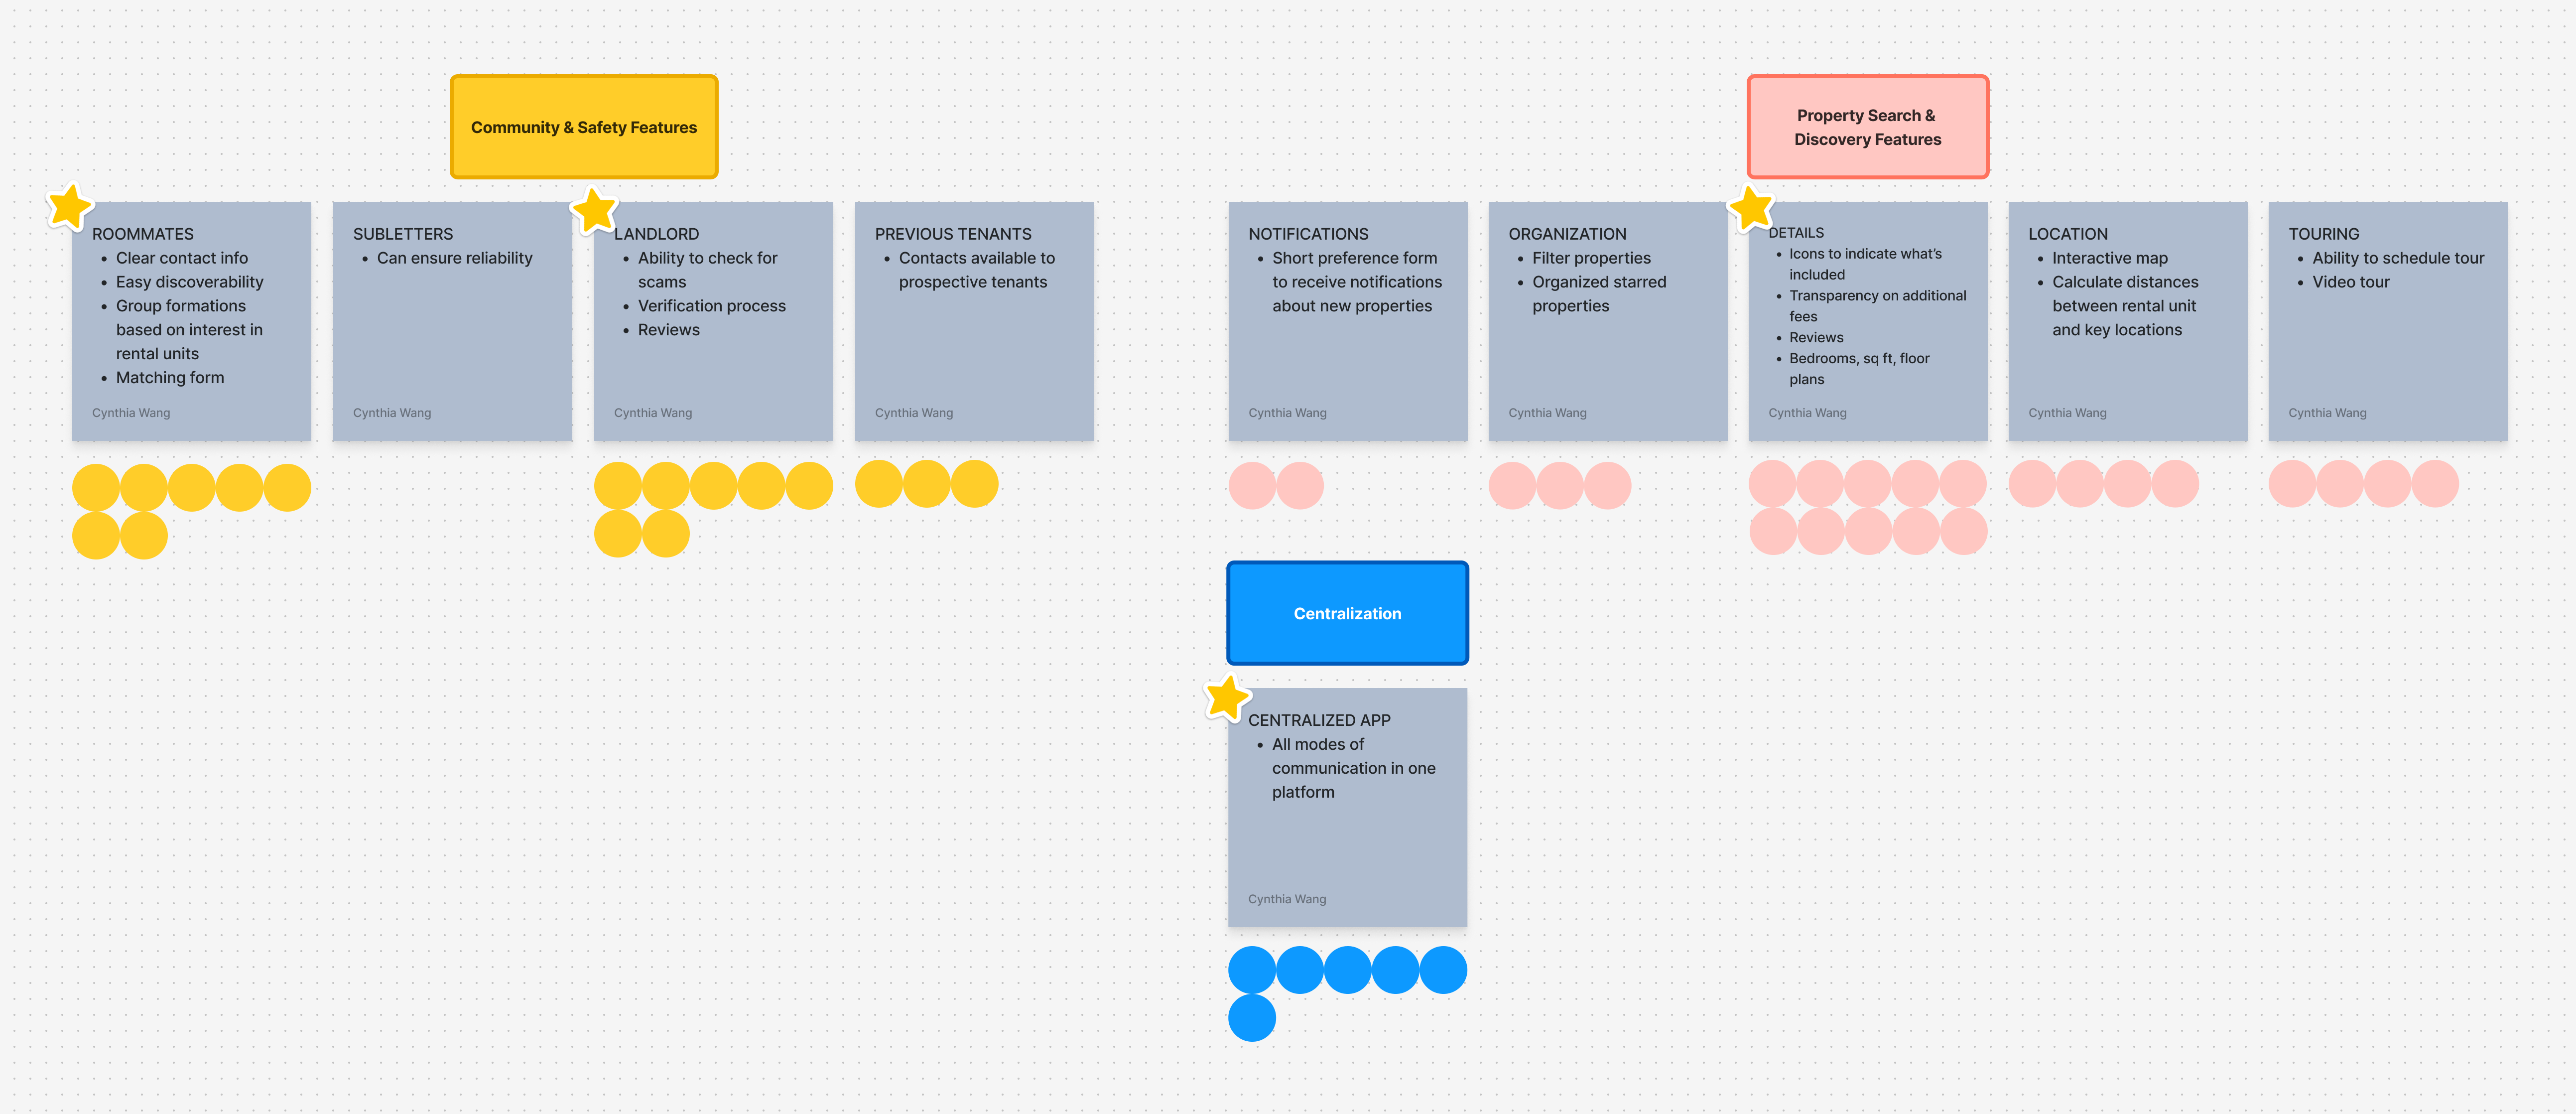 Community & Safety Features
Property Search &
Discovery Features
ROOMMATES
• Clear contact info
• Easy discoverability
• Group formations
based on interest in
rental units
• Matching form
Cynthia Wang
SUBLETTERS
• Can ensure reliability
Cynthia Wang
LANDLORD
• Ability to check for
scams
• Verification process
• Reviews
Cynthia Wang
PREVIOUS TENANTS
• Contacts available to
prospective tenants
Cynthia Wang
NOTIFICATIONS
• Short preference form
to receive notifications
about new properties
Cynthia Wang
ORGANIZATION
• Filter properties
• Organized starred
properties
Cynthia Wang
DETAILS
• Icons to indicate what’s
included
• Transparency on additional
fees
• Reviews
• Bedrooms, sq ft, floor
plans
Cynthia Wang
LOCATION
• Interactive map
• Calculate distances
between rental unit
and key locations
Cynthia Wang
TOURING
• Ability to schedule tour
• Video tour
Cynthia Wang
Centralization
CENTRALIZED APP
• All modes of
communication in one
platform
Cynthia Wang